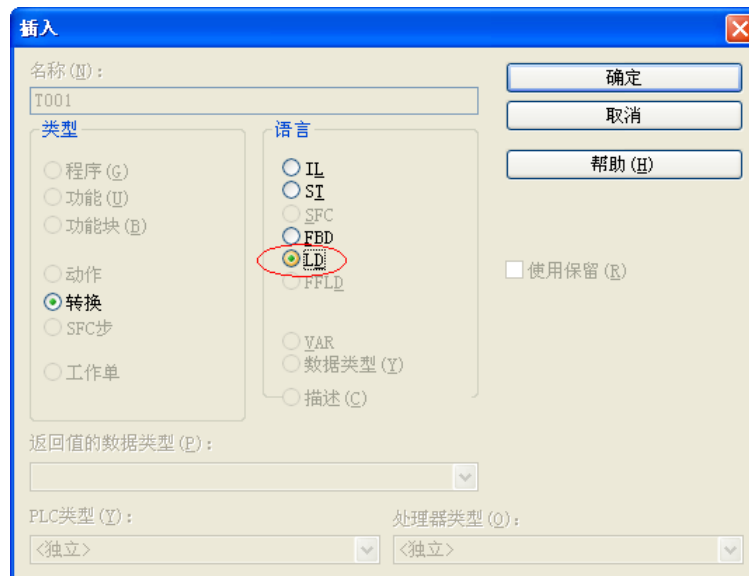 插入
名称(N):
T001
确定
取消
帮助(H)
类型
程序(G)
功能(U)
功能块(B)
动作
转换
SFC步
工作单
语言
IL
ST
SFC
FBD
LD
FFLD
VAR
数据类型(Y)
描述(C)
使用保留(R)
返回值的数据类型(P):
PLC类型(Y):
<独立>
处理器类型(O):
<独立>